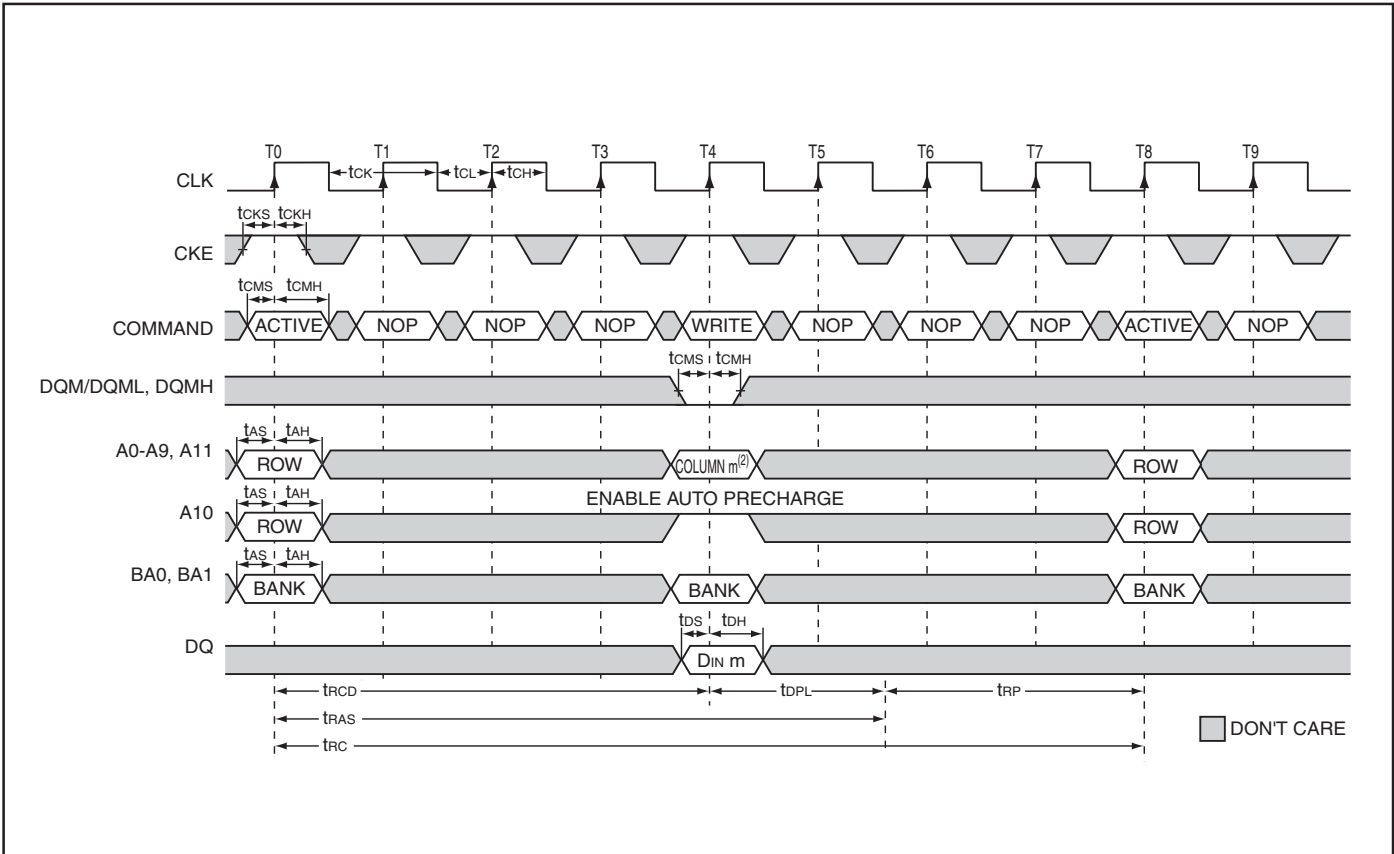 T0 T1 T2 T3 T4 T5 T6 T7 T8 T9
CLK tCK tCL tCH
tCKS tCKH
CKE
tCMS tCMH
COMMAND ACTIVE NOP NOP NOP WRITE NOP NOP NOP ACTIVE NOP
tCMS tCMH
DQM/DQML, DQMH
tAS tAH
A0-A9, A11 ROW COLUMN m(2) ROW
tAS tAH ENABLE AUTO PRECHARGE
A10 ROW ROW
tAS tAH
BA0, BA1 BANK BANK BANK
tDS tDH
DQ DIN m
tRCD tDPL tRP
tRAS
DON'T CARE
tRC